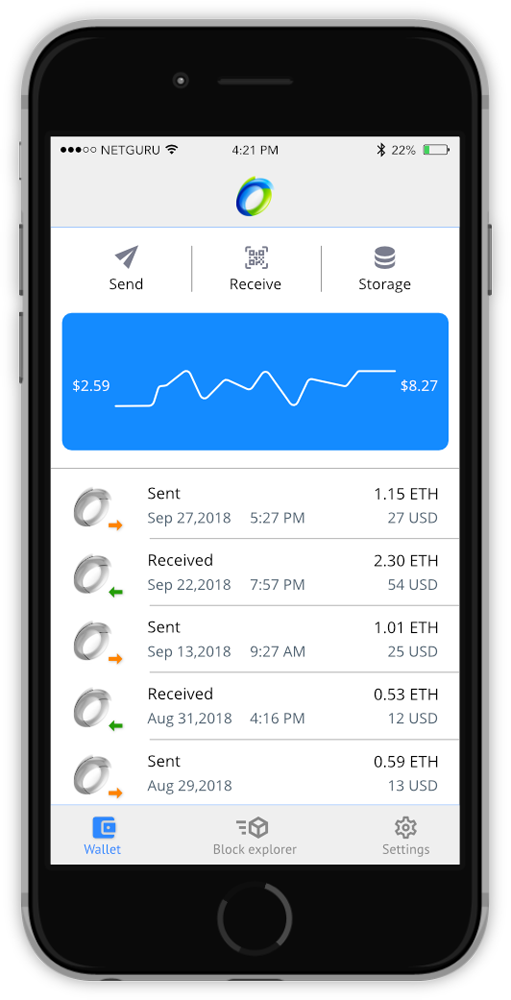 NETGURU 4:21 PM 22%
Send Receive Storage
$2.59 $8.27
Sent 1.15 ETH
Sep 27,2018 5:27 PM 27 USD
Received 2.30 ETH
Sep 22,2018 7:57 PM 54 USD
Sent 1.01 ETH
Sep 13,2018 9:27 AM 25 USD
Received 0.53 ETH
Aug 31,2018 4:16 PM 12 USD
Sent 0.59 ETH
Aug 29,2018 13 USD
Wallet Block explorer Settings